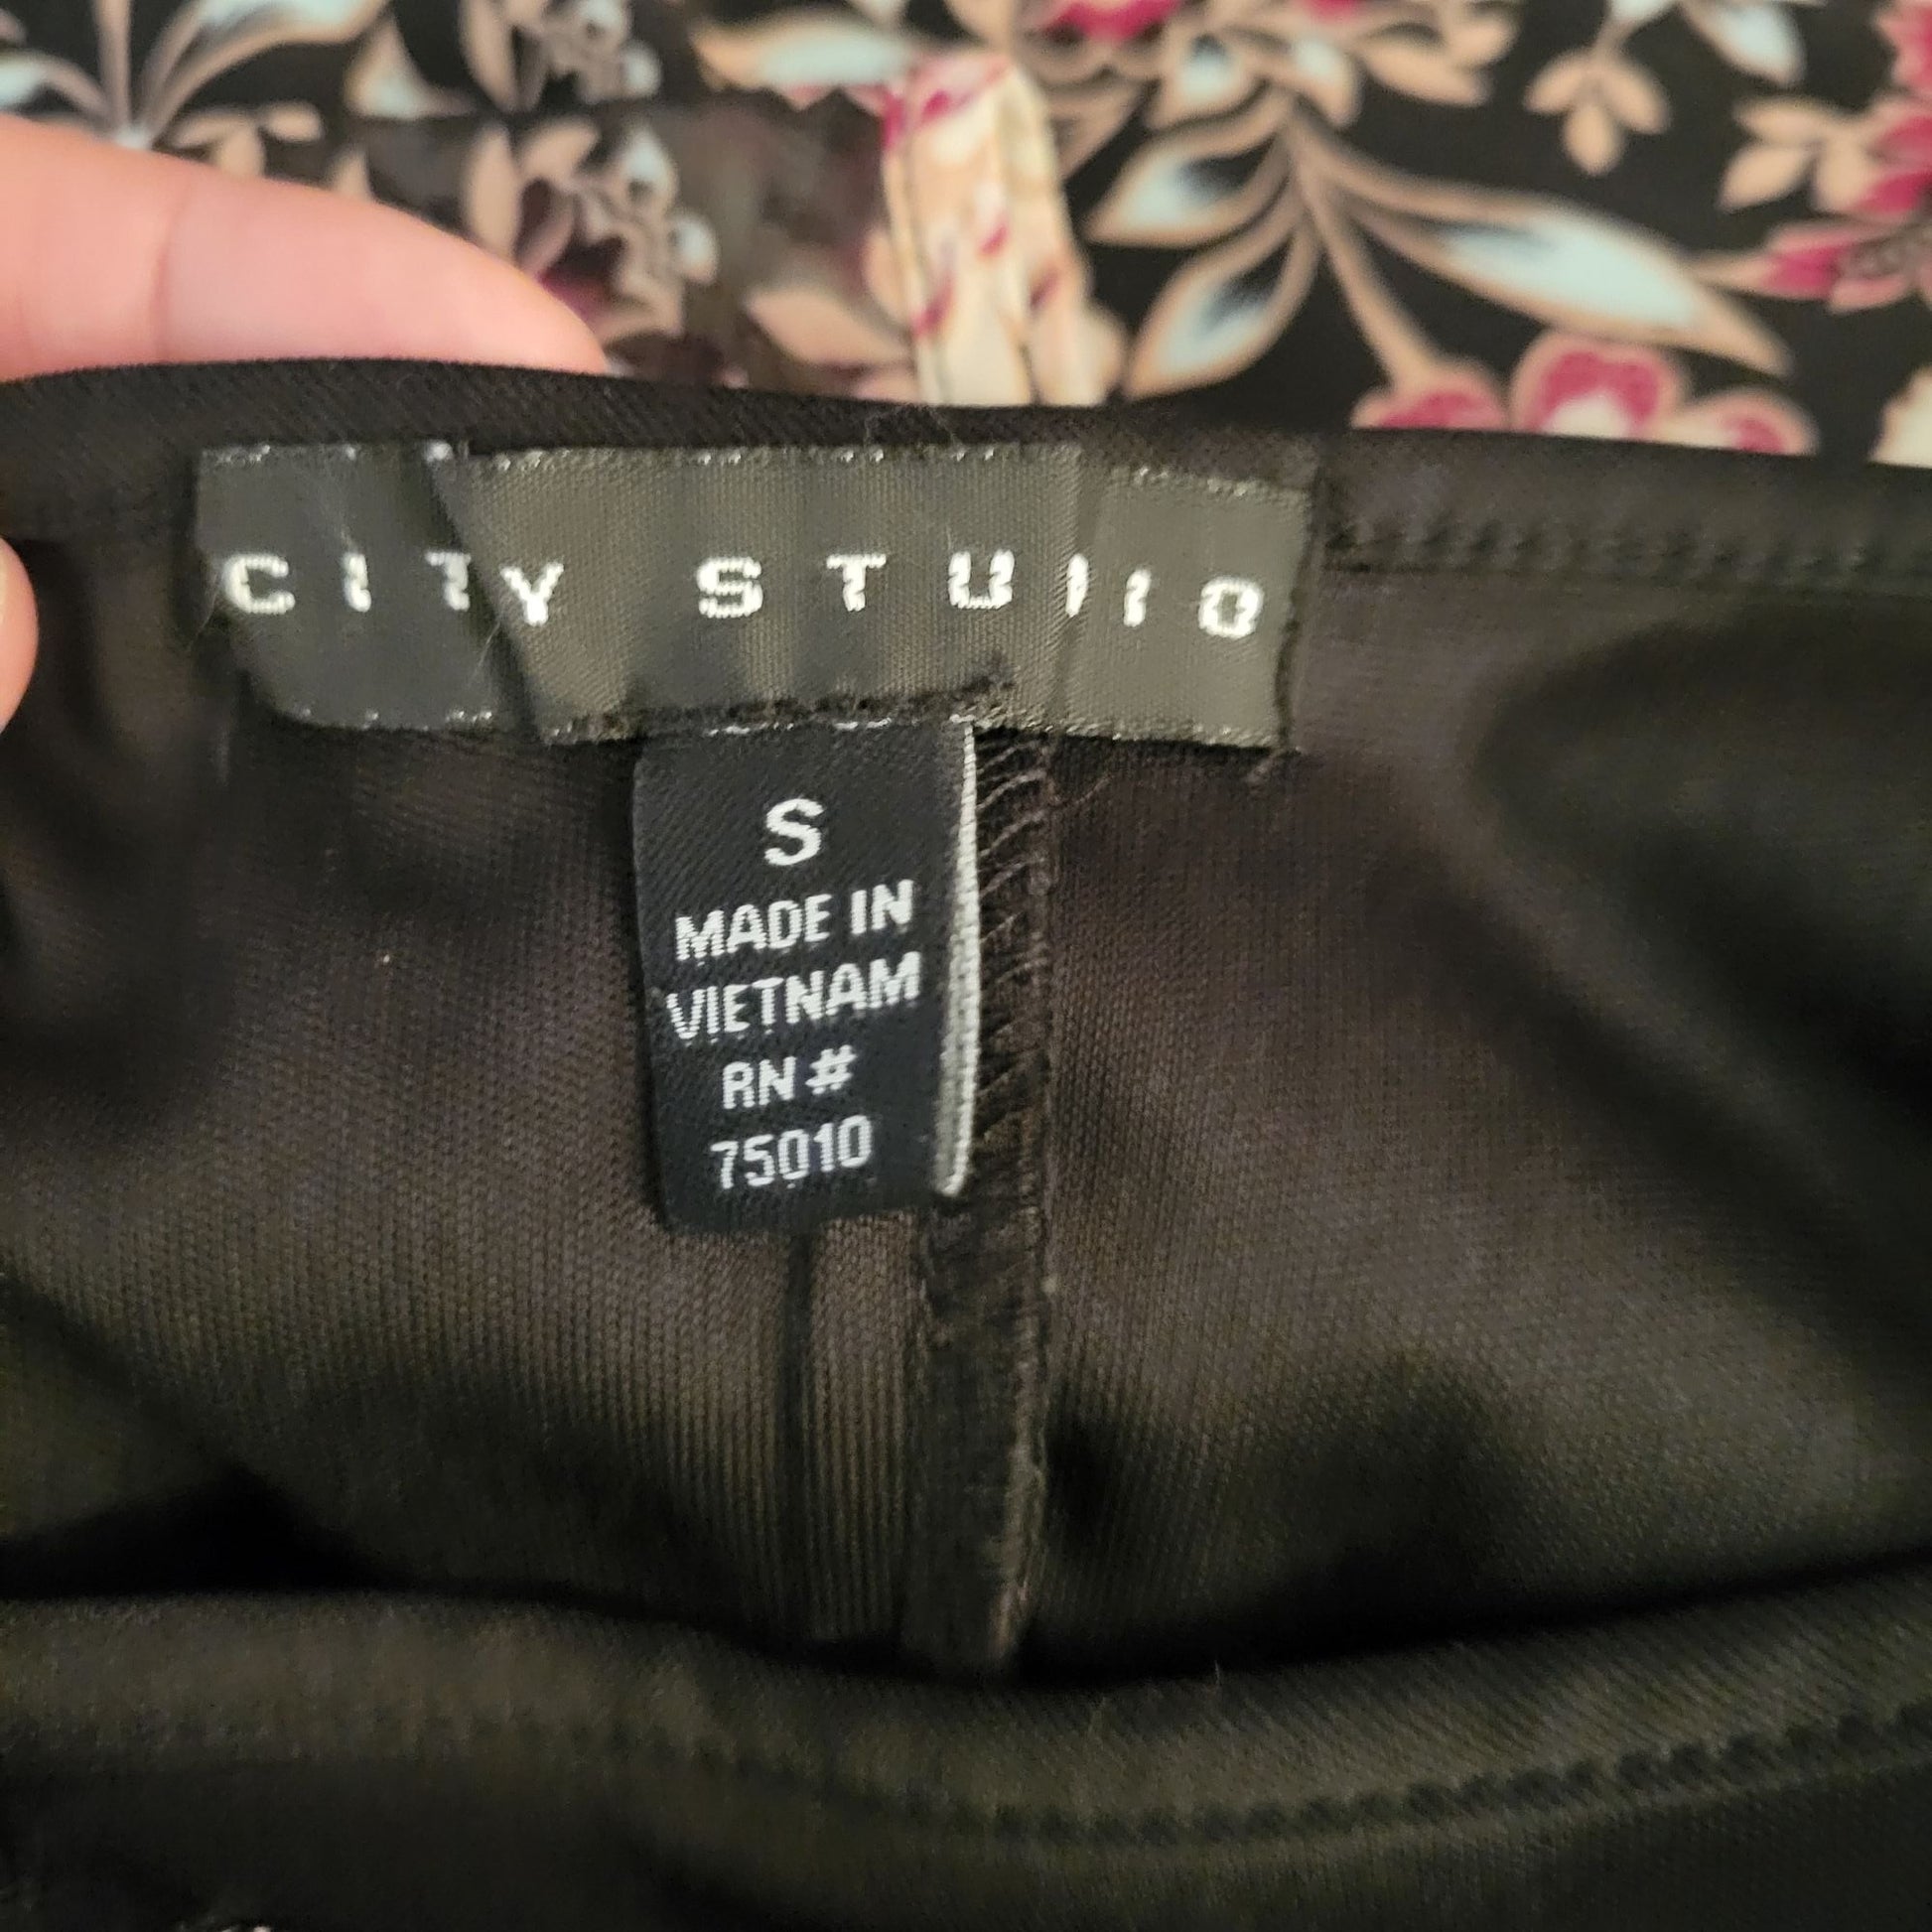 CITY STUDIO
S
MADE IN
VIETNAM
RN #
75010